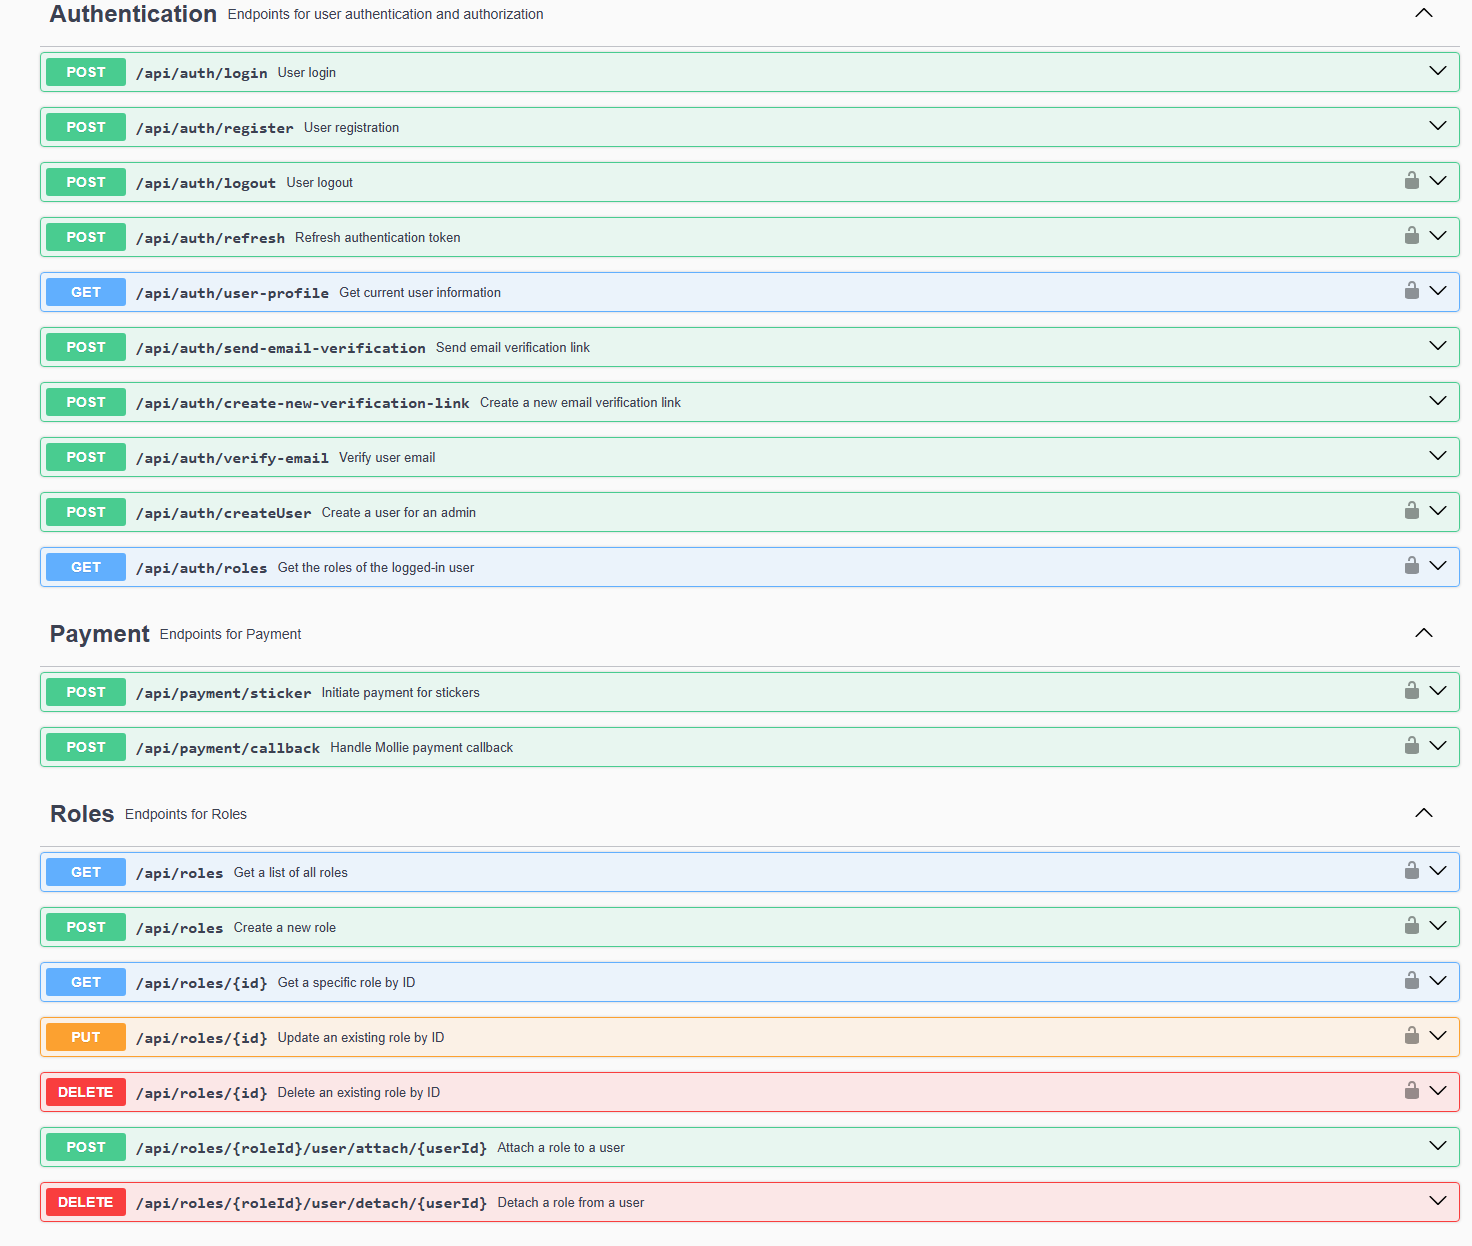 Authentication Endpoints for user authentication and authorization
POST /api/auth/login User login
POST /api/auth/register User registration
POST /api/auth/logout User logout
POST /api/auth/refresh Refresh authentication token
GET /api/auth/user-profile Get current user information
POST /api/auth/send-email-verification Send email verification link
POST /api/auth/create-new-verification-link Create a new email verification link
POST /api/auth/verify-email Verify user email
POST /api/auth/createUser Create a user for an admin
GET /api/auth/roles Get the roles of the logged-in user
Payment Endpoints for Payment
POST /api/payment/sticker Initiate payment for stickers
POST /api/payment/callback Handle Mollie payment callback
Roles Endpoints for Roles
GET /api/roles Get a list of all roles
POST /api/roles Create a new role
GET /api/roles/{id} Get a specific role by ID
PUT /api/roles/{id} Update an existing role by ID
DELETE /api/roles/{id} Delete an existing role by ID
POST /api/roles/{roleId}/user/attach/{userId} Attach a role to a user
DELETE /api/roles/{roleId}/user/detach/{userId} Detach a role from a user